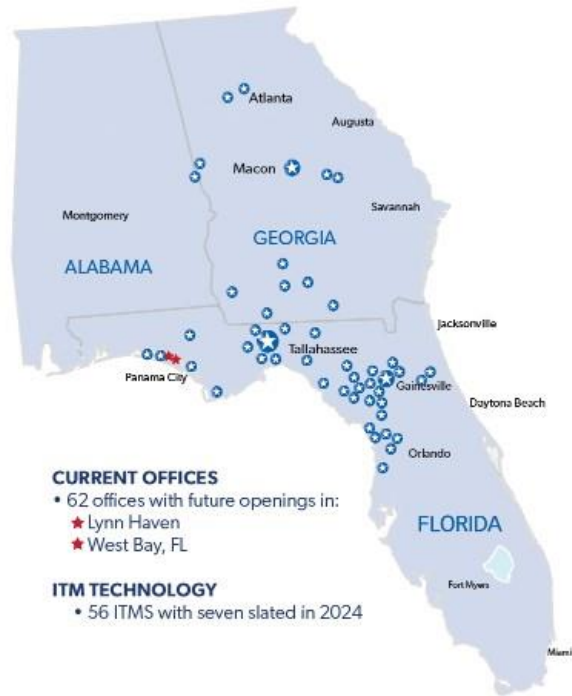 Atlanta
Augusta
Macon
Savannah
Montgomery
GEORGIA
ALABAMA
Jacksonville
Tallahassee
Panama City
Gainesville
Daytona Beach
Orlando
CURRENT OFFICES
• 62 offices with future openings in:
Lynn Haven
West Bay, FL
FLORIDA
ITM TECHNOLOGY
• 56 ITMS with seven slated in 2024
Fort Myers
Miami